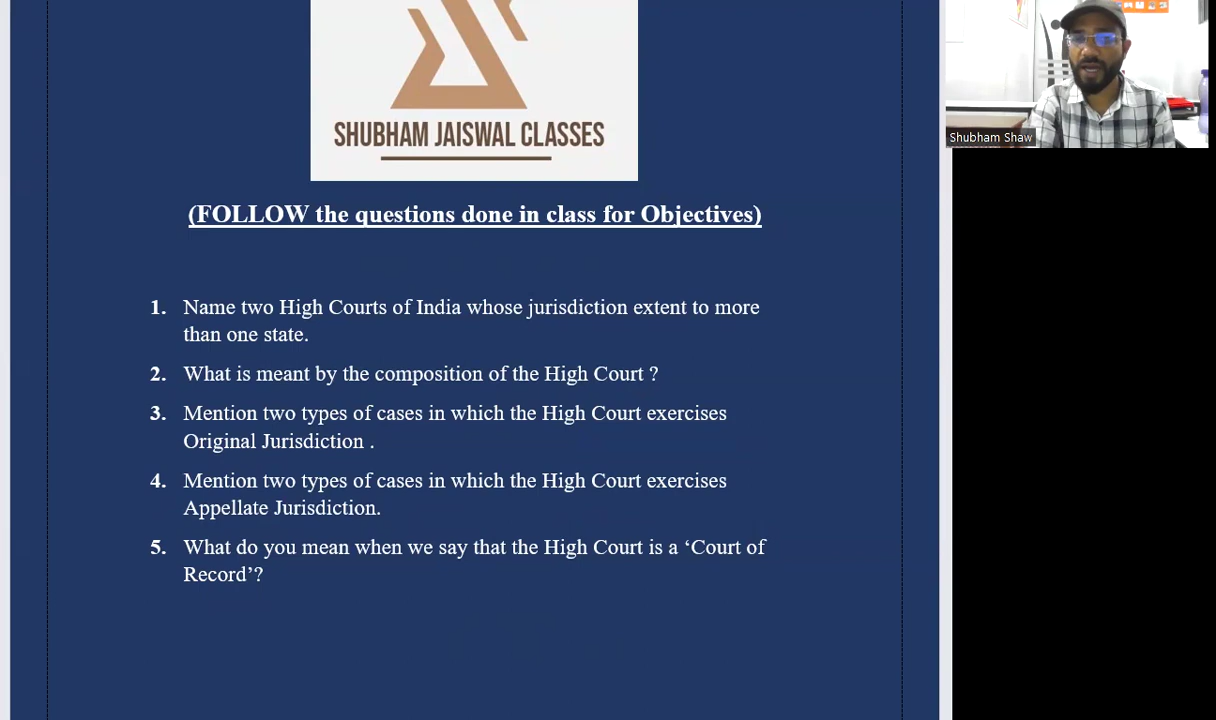 SHUBHAM JAISWAL CLASSES
(FOLLOW the questions done in class for Objectives)
1. Name two High Courts of India whose jurisdiction extent to more
than one state.
2. What is meant by the composition of the High Court ?
3. Mention two types of cases in which the High Court exercises
Original Jurisdiction .
4. Mention two types of cases in which the High Court exercises
Appellate Jurisdiction.
5. What do you mean when we say that the High Court is a ‘Court of
Record’?
Shubham Shaw